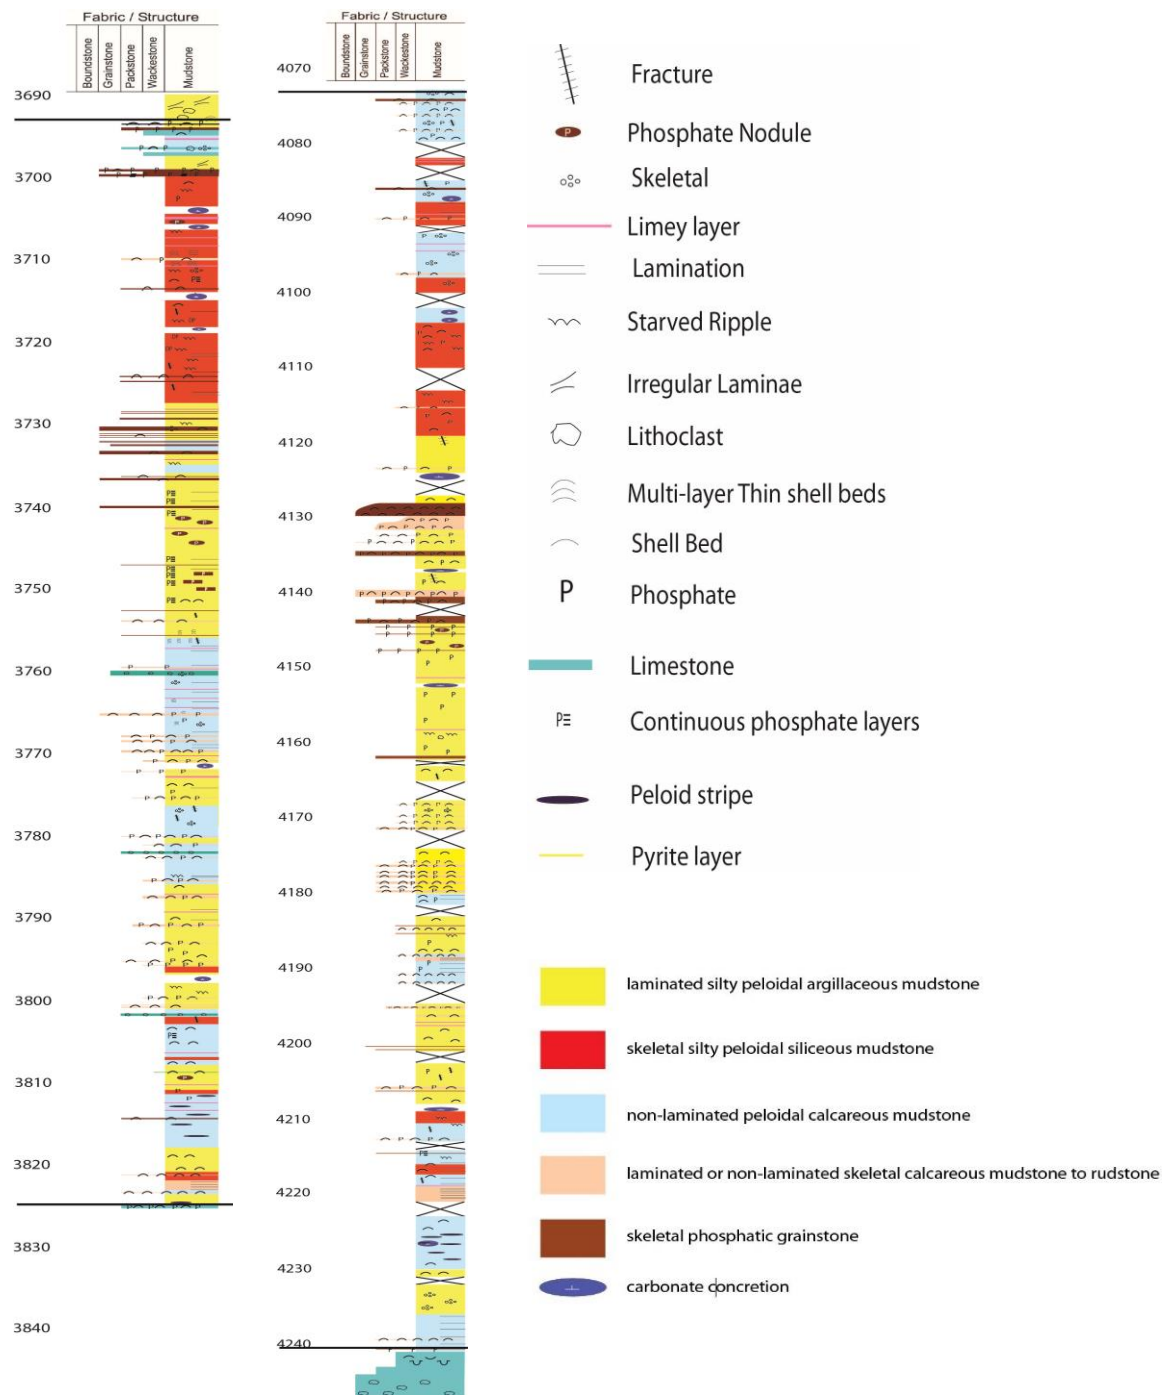 Fabric / Structure
Boundstone
Grainstone
Packstone
Wackestone
Mudstone
3690
3700
3710
3720
3730
3740
3750
3760
3770
3780
3790
3800
3810
3820
3830
3840
Fabric / Structure
Boundstone
Grainstone
Packstone
Wackestone
Mudstone
4070
4080
4090
4100
4110
4120
4130
4140
4150
4160
4170
4180
4190
4200
4210
4220
4230
4240
Fracture
P
Phosphate Nodule
Skeletal
Limey layer
Lamination
Starved Ripple
Irregular Laminae
Lithoclast
Multi-layer Thin shell beds
Shell Bed
P
Phosphate
Limestone
P
Continuous phosphate layers
Peloid stripe
Pyrite layer
laminated silty peloidal argillaceous mudstone
skeletal silty peloidal siliceous mudstone
non-laminated peloidal calcareous mudstone
laminated or non-laminated skeletal calcareous mudstone to rudstone
skeletal phosphatic grainstone
carbonate concretion